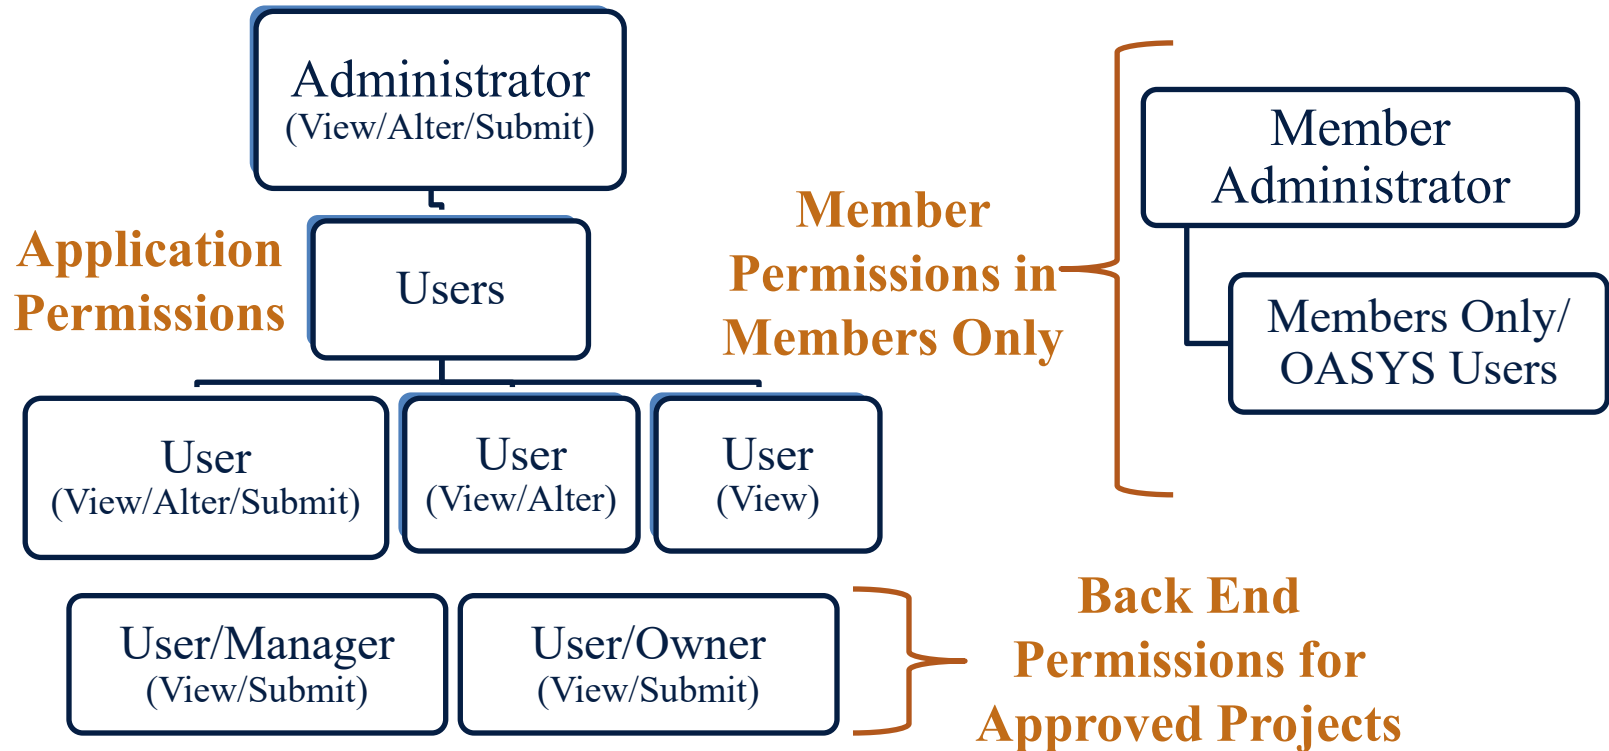 Administrator
(View/Alter/Submit)
Application
Permissions
Users
User
(View/Alter/Submit)
User
(View/Alter)
User
(View)
User/Manager
(View/Submit)
User/Owner
(View/Submit)
Member
Permissions in
Members Only
Member
Administrator
Members Only/
OASYS Users
Back End
Permissions for
Approved Projects